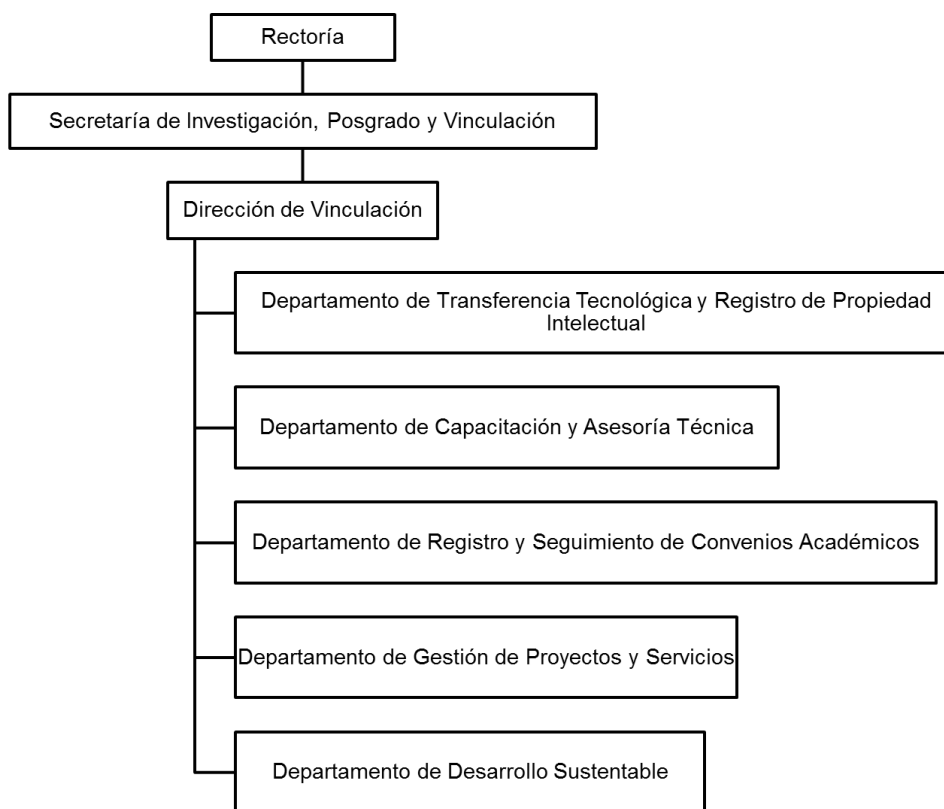 Rectoría
Secretaría de Investigación, Posgrado y Vinculación
Dirección de Vinculación
Departamento de Transferencia Tecnológica y Registro de Propiedad
Intelectual
Departamento de Capacitación y Asesoría Técnica
Departamento de Registro y Seguimiento de Convenios Académicos
Departamento de Gestión de Proyectos y Servicios
Departamento de Desarrollo Sustentable